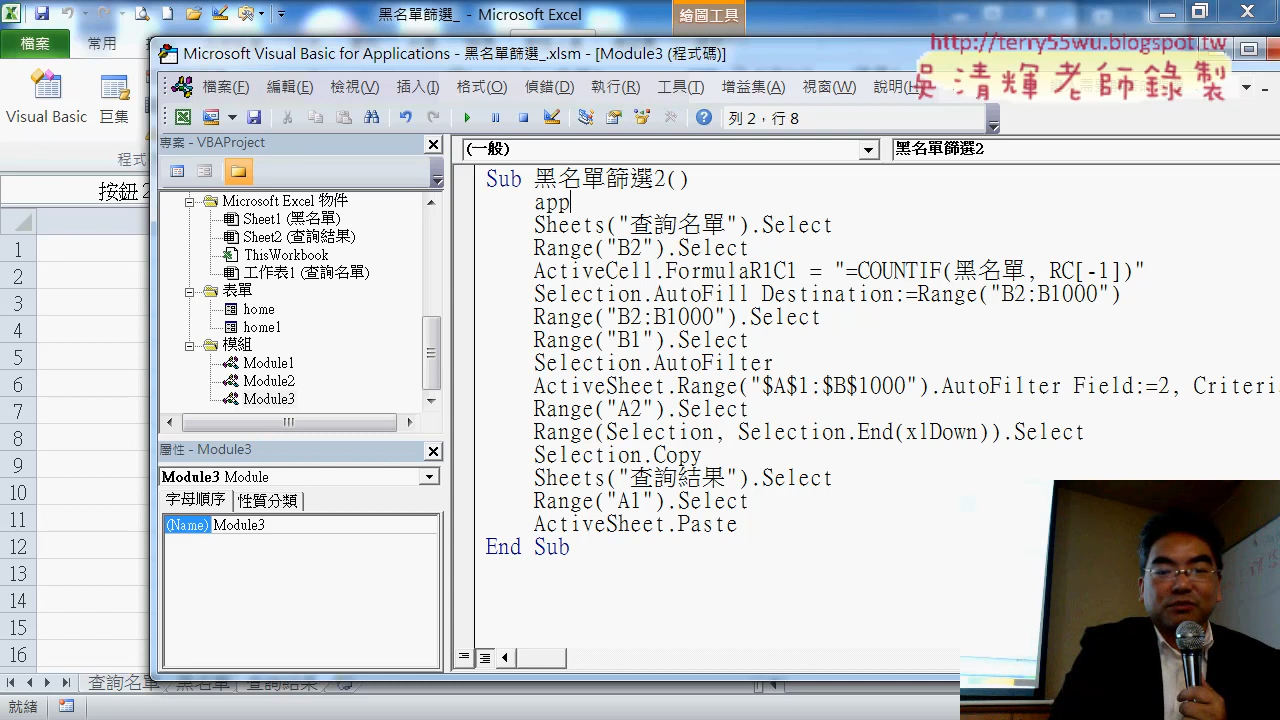 黑名單篩選_ - Microsoft Excel
繪圖工具
檔案
常用
Visual Basic
巨集
http://terry55wu.blogspot.tw
吳清輝老師錄製
Microsoft Visual Basic for Applications - 黑名單篩選_.xlsm - [Module3 (程式碼)]
檔案(F) 編輯(E) 檢視(V) 偵錯(D) 執行(R) 工具(T) 增益集(A) 視窗(W)
列 2，行 8
專案 - VBAProject
Microsoft Excel 物件
Sheet1 (黑名單)
Sheet2 (查詢結果)
ThisWorkbook
工作表1 (查詢名單)
表單
home
home1
模組
Module1
Module2
Module3
屬性 - Module3
Module3 Module
字母順序 性質分類
(Name) Module3
(一般)
黑名單篩選2
Sub 黑名單篩選2()
app
Sheets("查詢名單").Select
Range("B2").Select
ActiveCell.FormulaR1C1 = "=COUNTIF(黑名單, RC[-1])"
Selection.AutoFill Destination:=Range("B2:B1000")
Range("B2:B1000").Select
Range("B1").Select
Selection.AutoFilter
ActiveSheet.Range("$A$1:$B$1000").AutoFilter Field:=2, Criteria
Range("A2").Select
Range(Selection, Selection.End(xlDown)).Select
Selection.Copy
Sheets("查詢結果").Select
Range("A1").Select
ActiveSheet.Paste
End Sub
按鈕 2
1
2
3
4
5
6
7
8
9
10
11
12
13
14
15
16
查詢名單 黑名單 查詢結果
就緒